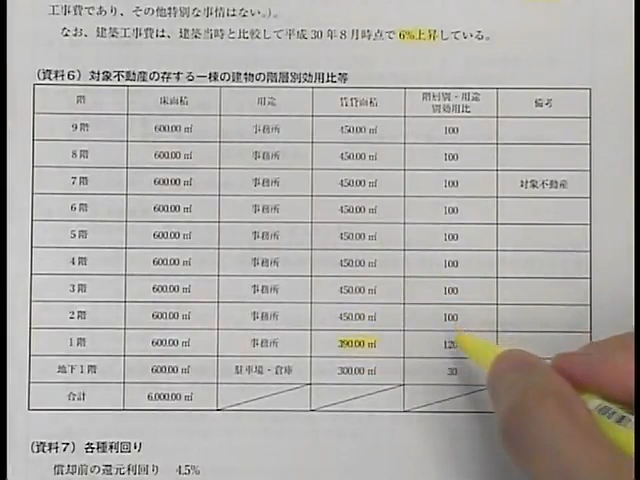 工事費であり、その他特別な事情はない。)。
なお、建築工事費は、建築当時と比較して平成30年8月時点で6%上昇している。
(資料6) 対象不動産の存する一棟の建物の階層別効用比等
階 床面積 用途 賃貸面積 階層別・用途別効用比 備考
9階 600.00㎡ 事務所 450.00㎡ 100
8階 600.00㎡ 事務所 450.00㎡ 100
7階 600.00㎡ 事務所 450.00㎡ 100 対象不動産
6階 600.00㎡ 事務所 450.00㎡ 100
5階 600.00㎡ 事務所 450.00㎡ 100
4階 600.00㎡ 事務所 450.00㎡ 100
3階 600.00㎡ 事務所 450.00㎡ 100
2階 600.00㎡ 事務所 450.00㎡ 100
1階 600.00㎡ 事務所 390.00㎡ 120
地下1階 600.00㎡ 駐車場・倉庫 300.00㎡ 30
合計 6,000.00㎡
(資料7) 各種利回り
償却前の還元利回り 4.5%